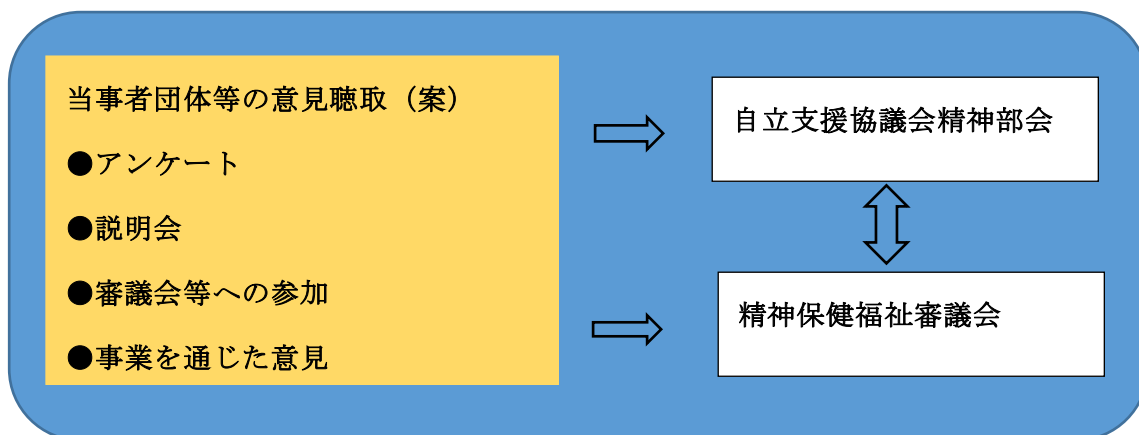 当事者団体等の意見聴取（案）
●アンケート
●説明会
●審議会等への参加
●事業を通じた意見
自立支援協議会精神部会
精神保健福祉審議会